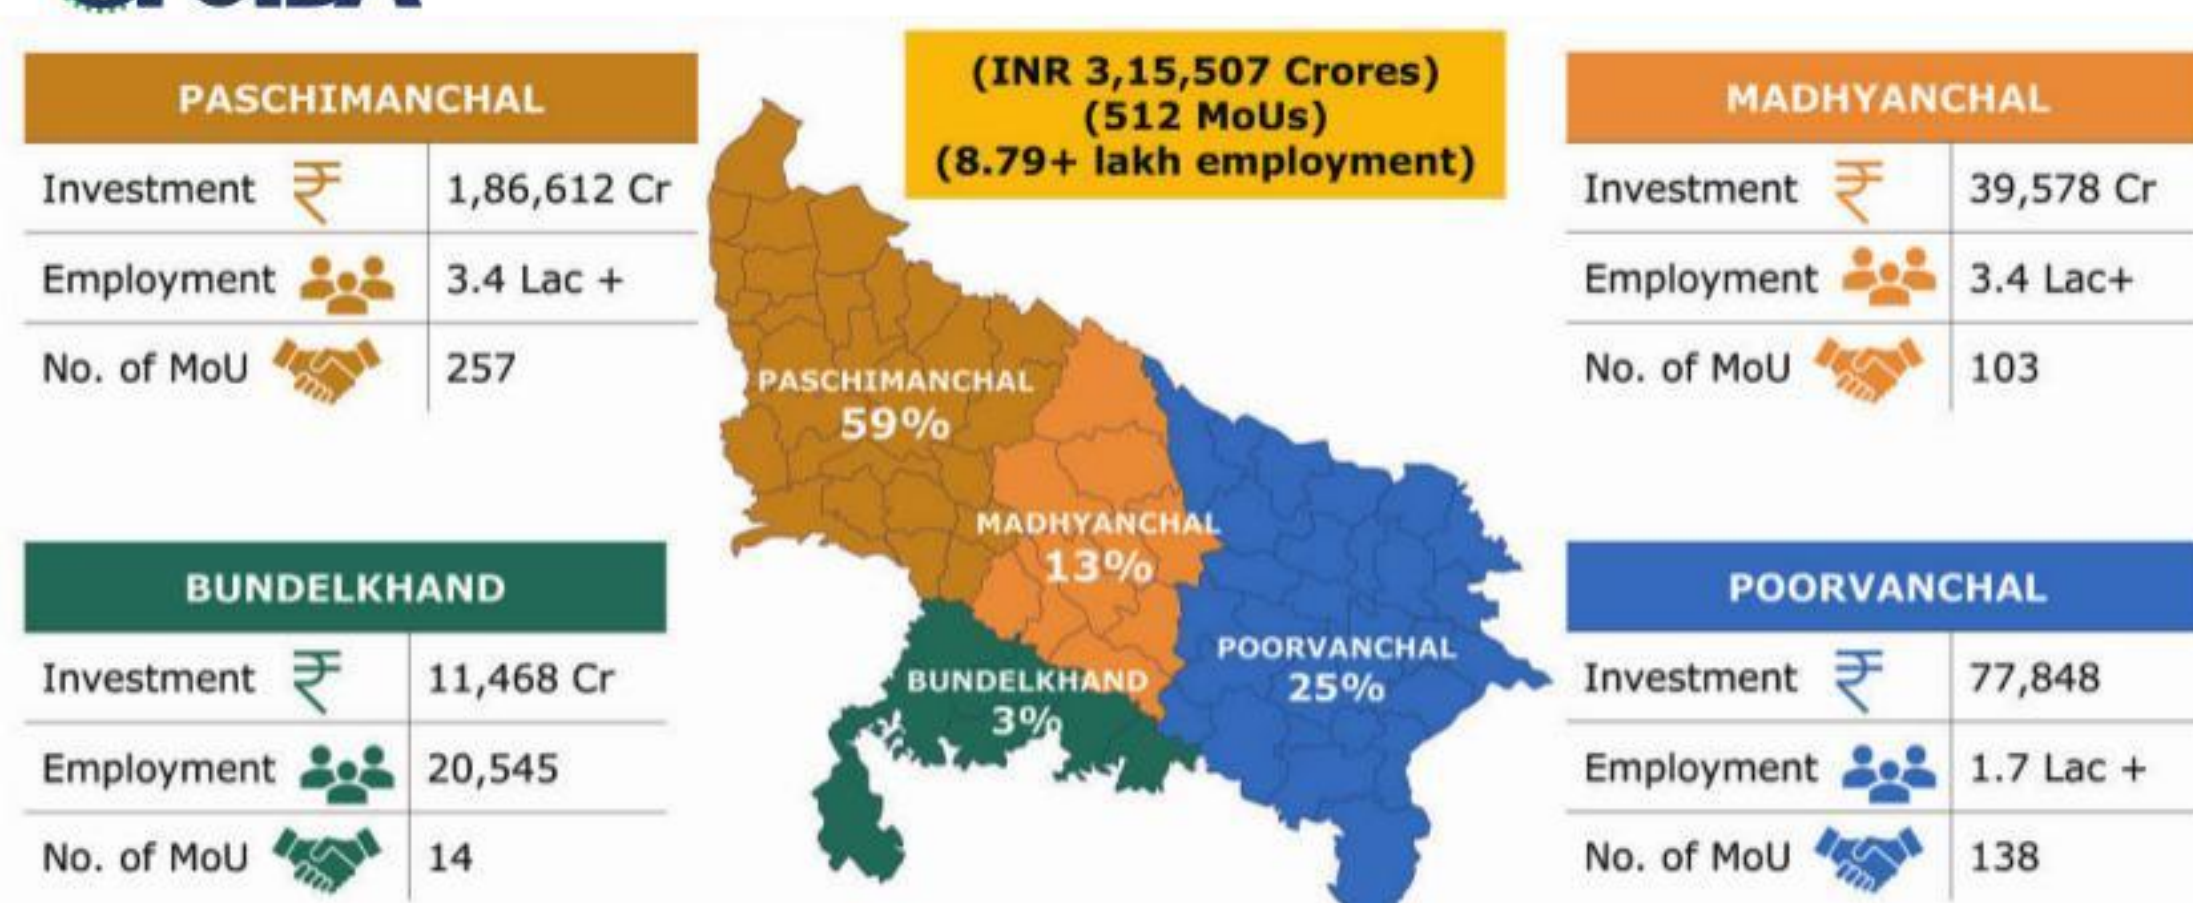 (INR 3,15,507 Crores)
(512 MoUs)
(8.79+ lakh employment)
PASCHIMANCHAL
Investment 1,86,612 Cr
Employment 3.4 Lac +
No. of MoU 257
MADHYANCHAL
Investment 39,578 Cr
Employment 3.4 Lac+
No. of MoU 103
PASCHIMANCHAL
59%
MADHYANCHAL
13%
POORVANCHAL
25%
BUNDELKHAND
3%
BUNDELKHAND
Investment 11,468 Cr
Employment 20,545
No. of MoU 14
POORVANCHAL
Investment 77,848
Employment 1.7 Lac +
No. of MoU 138